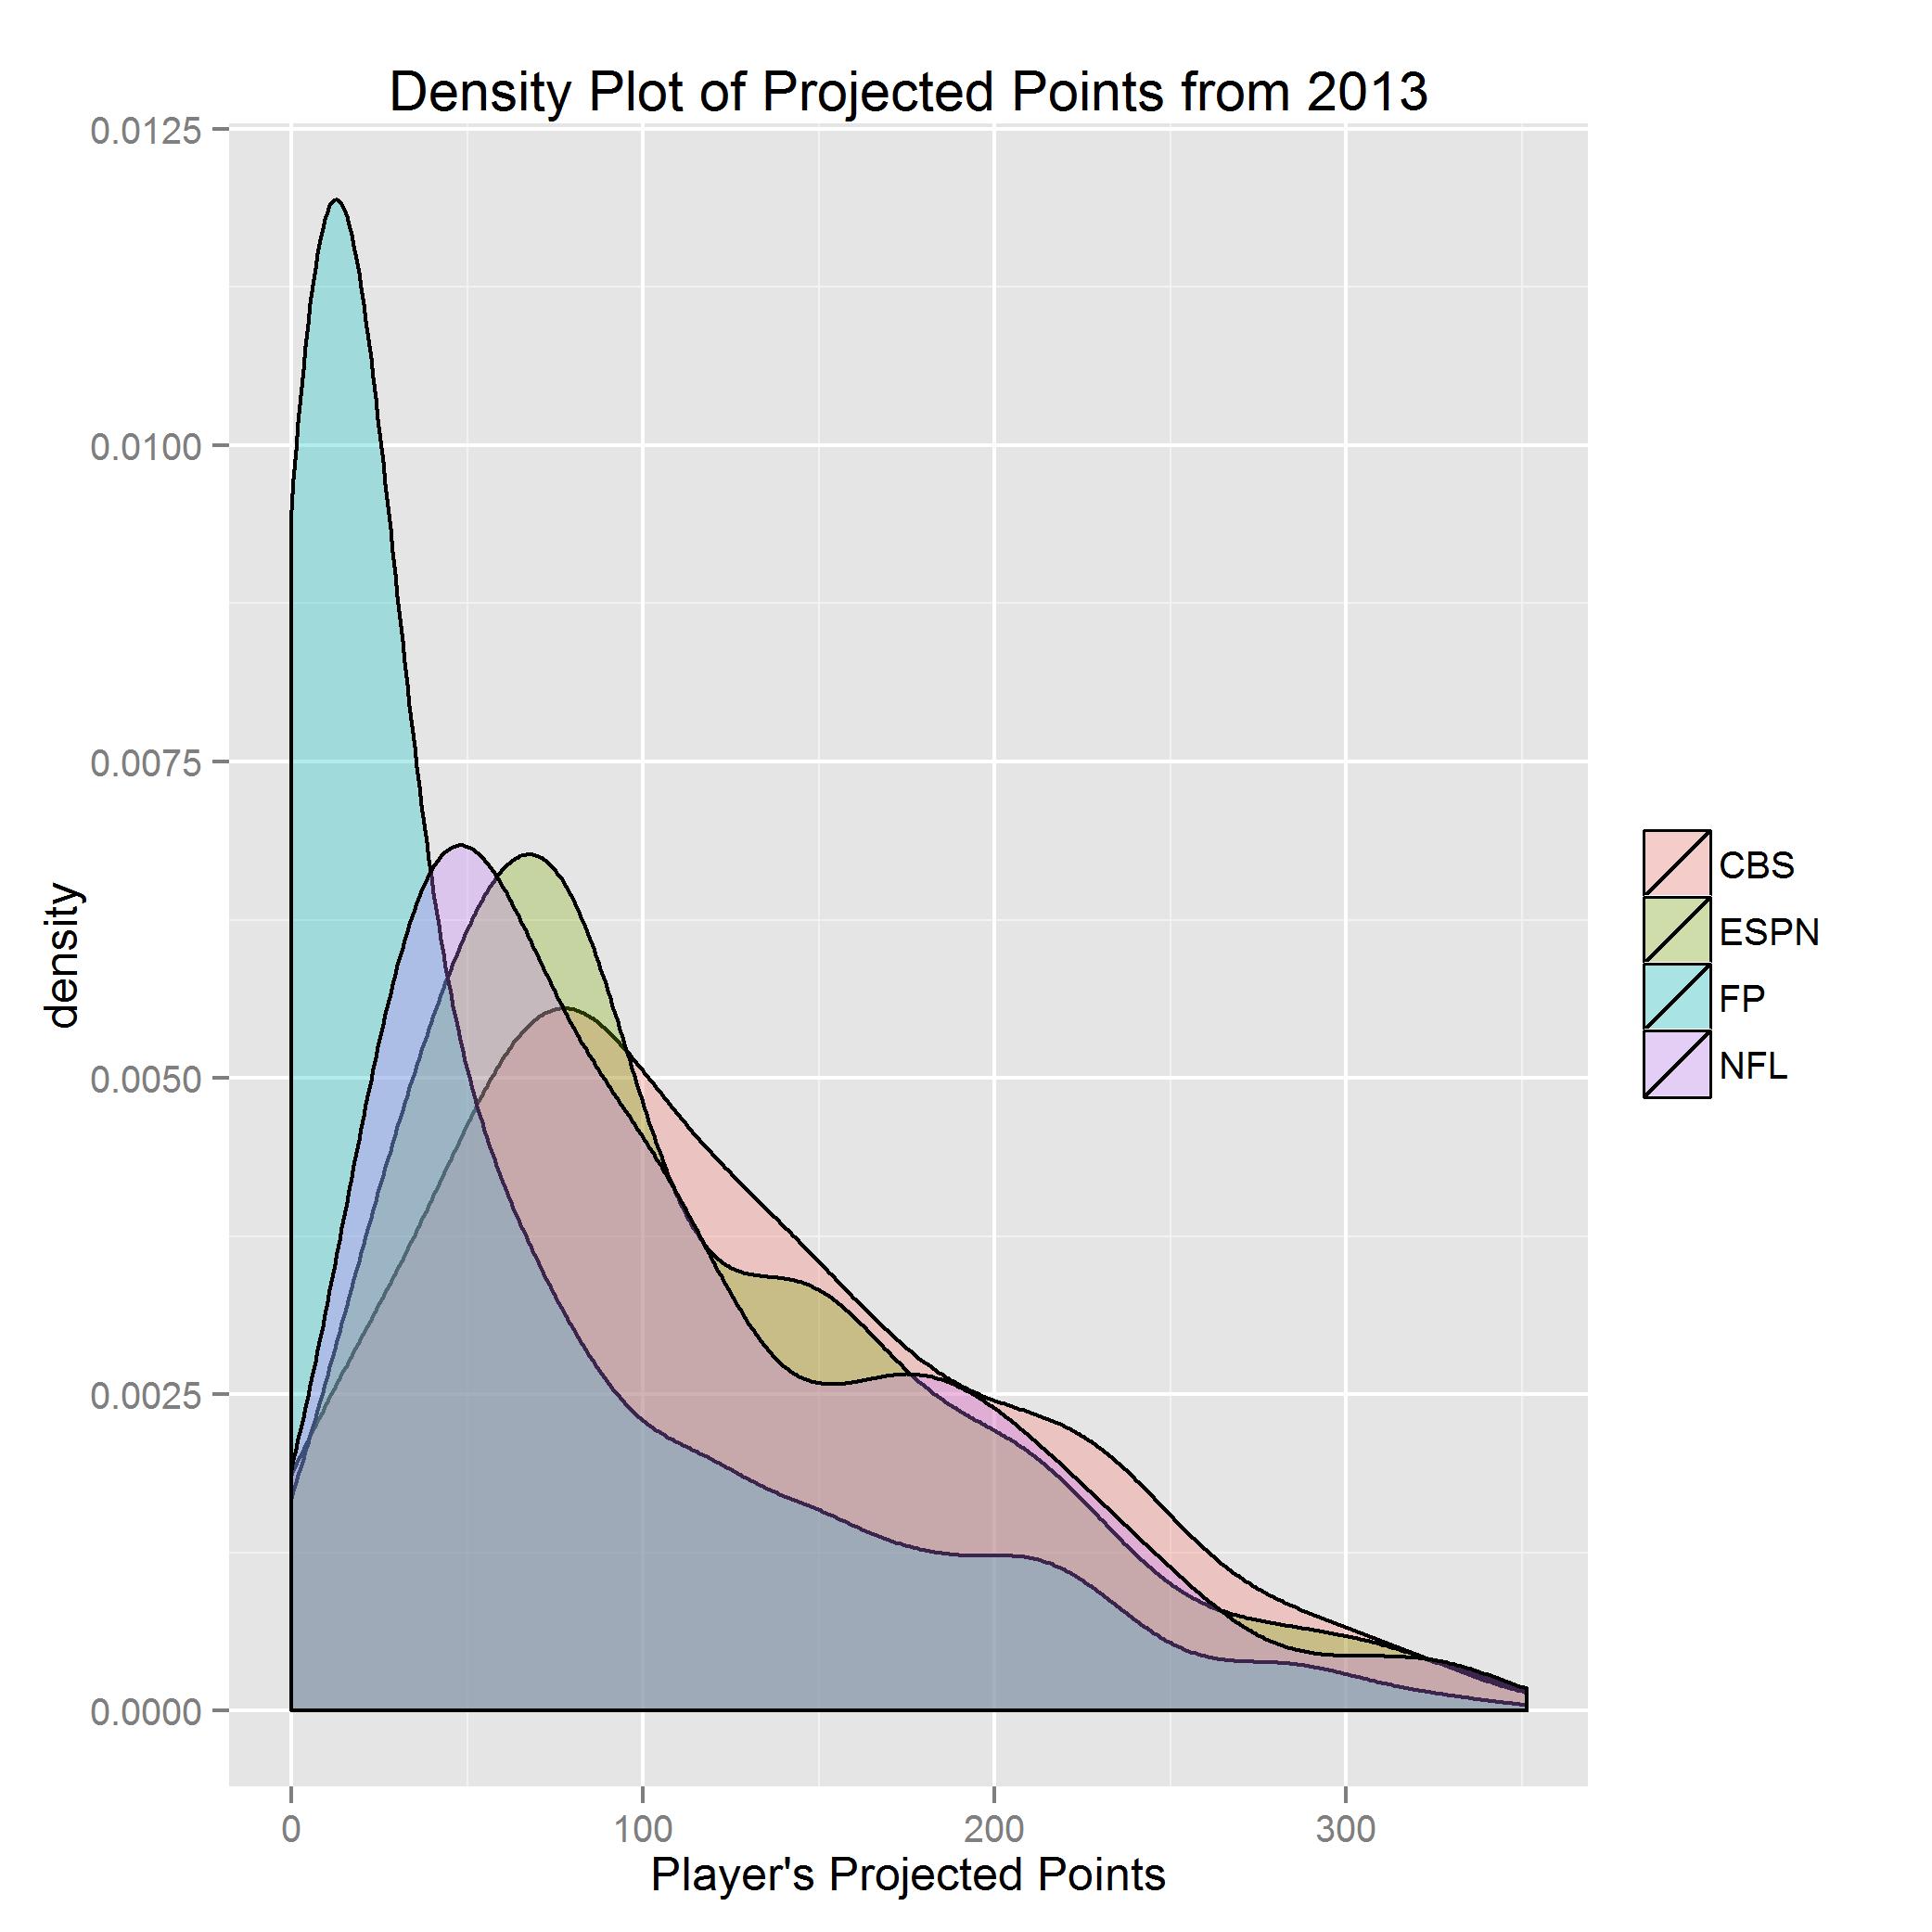 Density Plot of Projected Points from 2013
0.0125
0.0100
0.0075
0.0050
0.0025
0.0000
density
0
100
200
300
Player's Projected Points
CBS
ESPN
FP
NFL